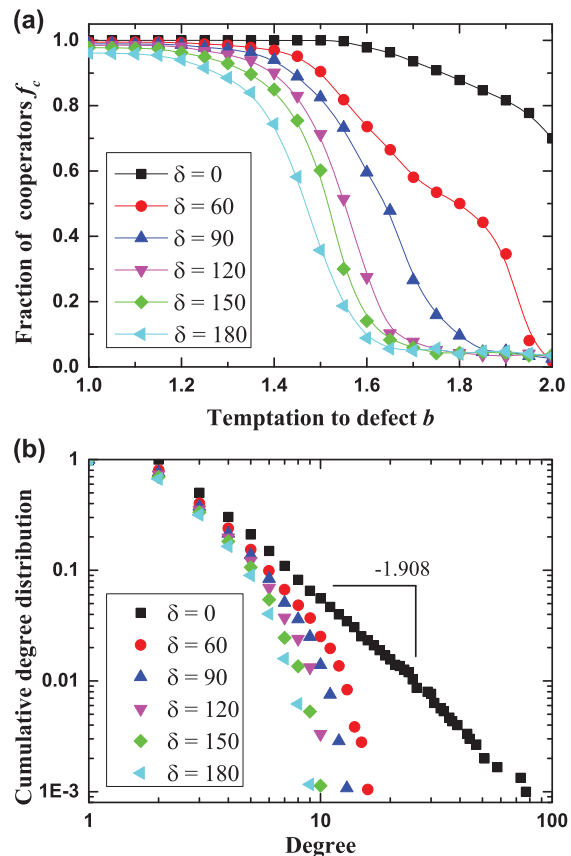 (a)
1.0
0.8
0.6
0.4
0.2
0.0
Fraction of cooperators f_c
δ = 0
δ = 60
δ = 90
δ = 120
δ = 150
δ = 180
1.0 1.2 1.4 1.6 1.8 2.0
Temptation to defect b
(b)
1
0.1
0.01
1E-3
Cumulative degree distribution
-1.908
δ = 0
δ = 60
δ = 90
δ = 120
δ = 150
δ = 180
1 10 100
Degree